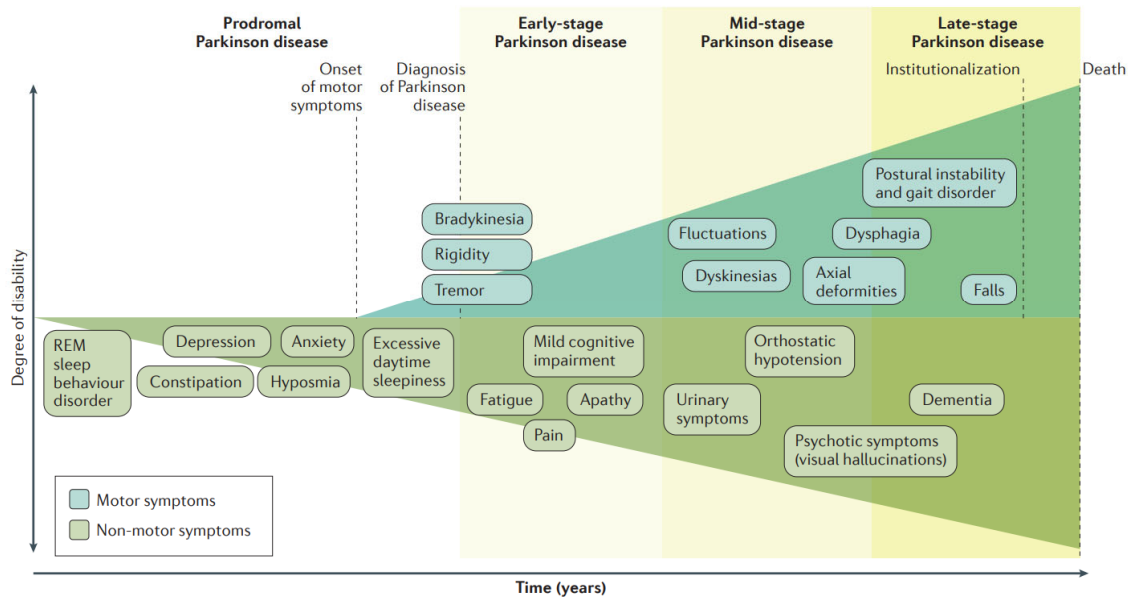 Prodromal
Parkinson disease
Early-stage
Parkinson disease
Mid-stage
Parkinson disease
Late-stage
Parkinson disease
Onset
of motor
symptoms
Diagnosis
of Parkinson
disease
Institutionalization
Death
Degree of disability
Postural instability
and gait disorder
Bradykinesia
Fluctuations
Dysphagia
Rigidity
Dyskinesias
Axial
deformities
Tremor
Falls
REM
sleep
behaviour
disorder
Depression
Anxiety
Constipation
Hyposmia
Excessive
daytime
sleepiness
Mild cognitive
impairment
Orthostatic
hypotension
Fatigue
Apathy
Pain
Urinary
symptoms
Dementia
Psychotic symptoms
(visual hallucinations)
Motor symptoms
Non-motor symptoms
Time (years)